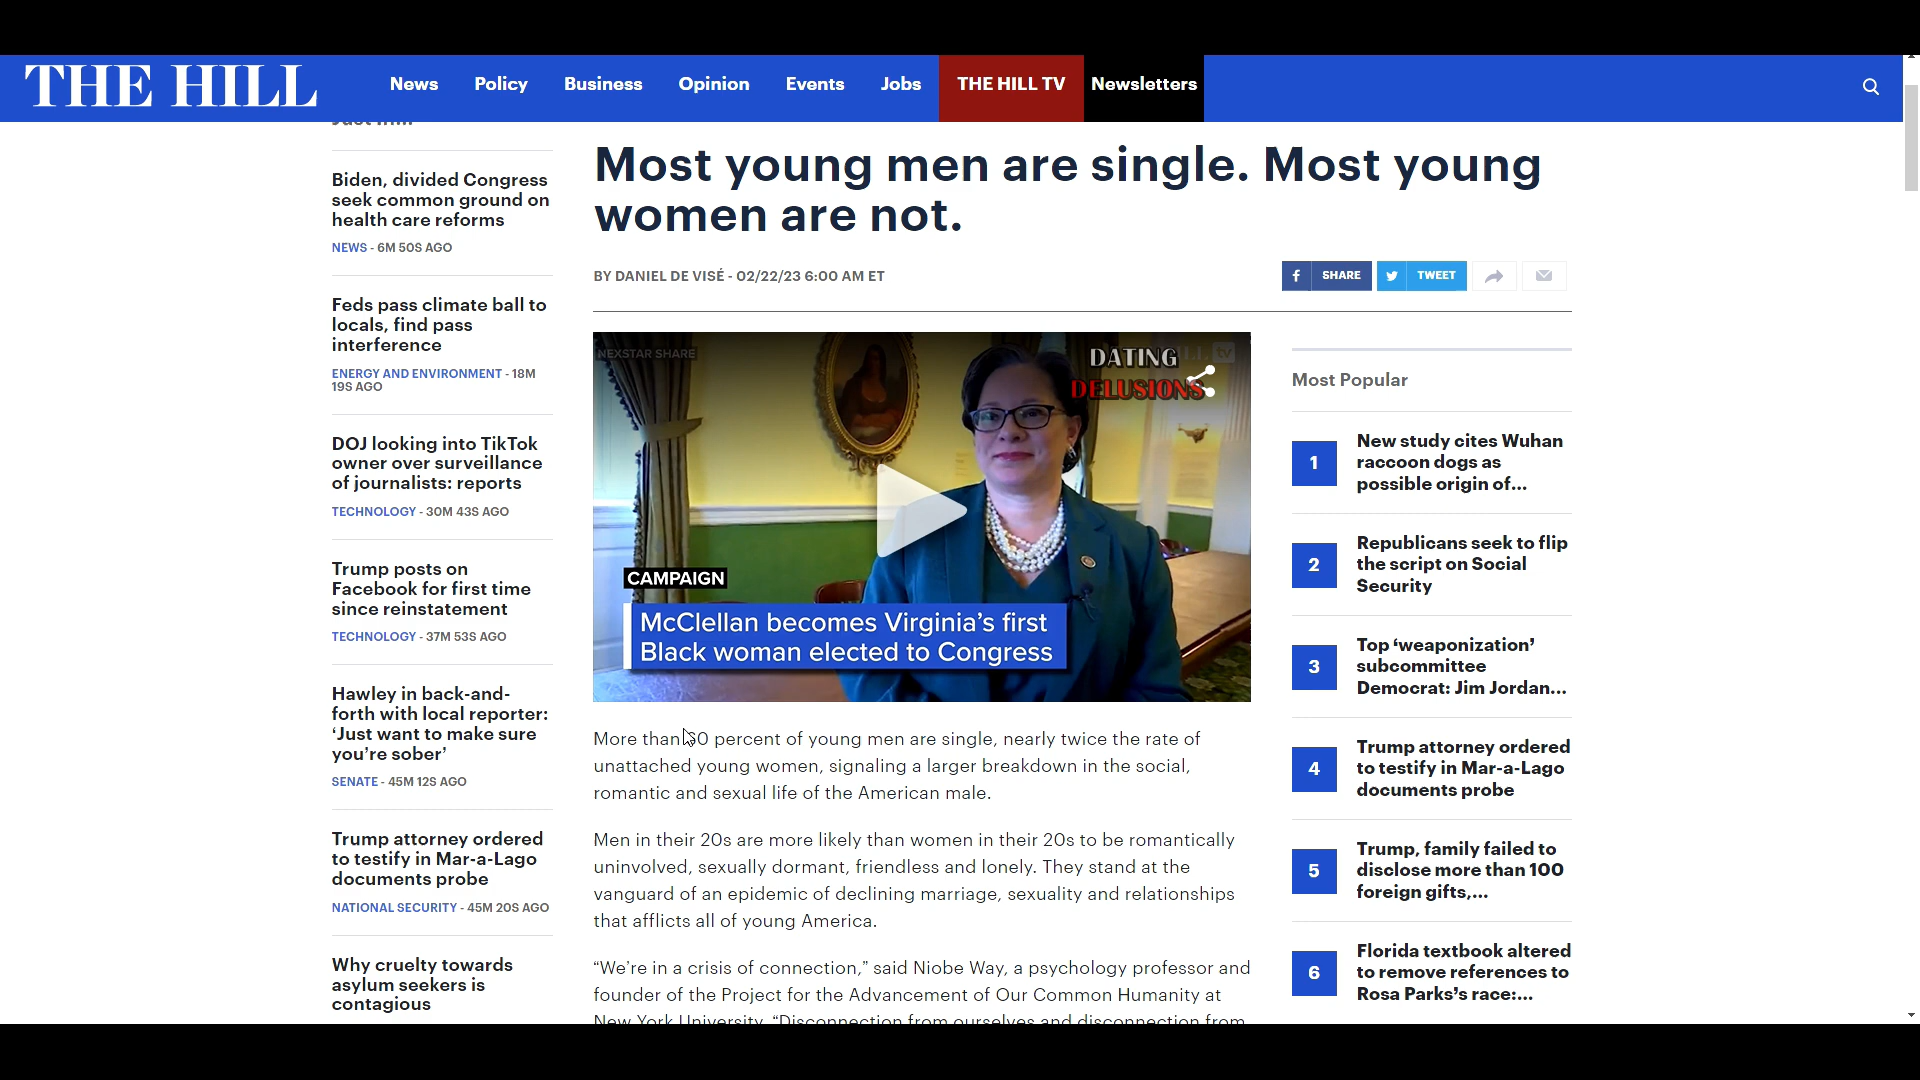 THE HILL
News
Policy
Business
Opinion
Events
Jobs
THE HILL TV
Newsletters
Biden, divided Congress
seek common ground on
health care reforms
NEWS - 6M 50S AGO
Feds pass climate ball to
locals, find pass
interference
ENERGY AND ENVIRONMENT - 18M
19S AGO
DOJ looking into TikTok
owner over surveillance
of journalists: reports
TECHNOLOGY - 30M 43S AGO
Trump posts on
Facebook for first time
since reinstatement
TECHNOLOGY - 37M 53S AGO
Hawley in back-and-
forth with local reporter:
‘Just want to make sure
you’re sober’
SENATE - 45M 12S AGO
Trump attorney ordered
to testify in Mar-a-Lago
documents probe
NATIONAL SECURITY - 45M 20S AGO
Why cruelty towards
asylum seekers is
contagious
Most young men are single. Most young
women are not.
BY DANIEL DE VISÉ - 02/22/23 6:00 AM ET
SHARE
TWEET
NEXSTAR SHARE
DATING
DELUSIONS
tv
CAMPAIGN
McClellan becomes Virginia’s first
Black woman elected to Congress
More than 60 percent of young men are single, nearly twice the rate of
unattached young women, signaling a larger breakdown in the social,
romantic and sexual life of the American male.
Men in their 20s are more likely than women in their 20s to be romantically
uninvolved, sexually dormant, friendless and lonely. They stand at the
vanguard of an epidemic of declining marriage, sexuality and relationships
that afflicts all of young America.
“We’re in a crisis of connection,” said Niobe Way, a psychology professor and
founder of the Project for the Advancement of Our Common Humanity at
New York University. “Disconnection from ourselves and disconnection from
Most Popular
1
New study cites Wuhan
raccoon dogs as
possible origin of...
2
Republicans seek to flip
the script on Social
Security
3
Top ‘weaponization’
subcommittee
Democrat: Jim Jordan...
4
Trump attorney ordered
to testify in Mar-a-Lago
documents probe
5
Trump, family failed to
disclose more than 100
foreign gifts,...
6
Florida textbook altered
to remove references to
Rosa Parks’s race:...